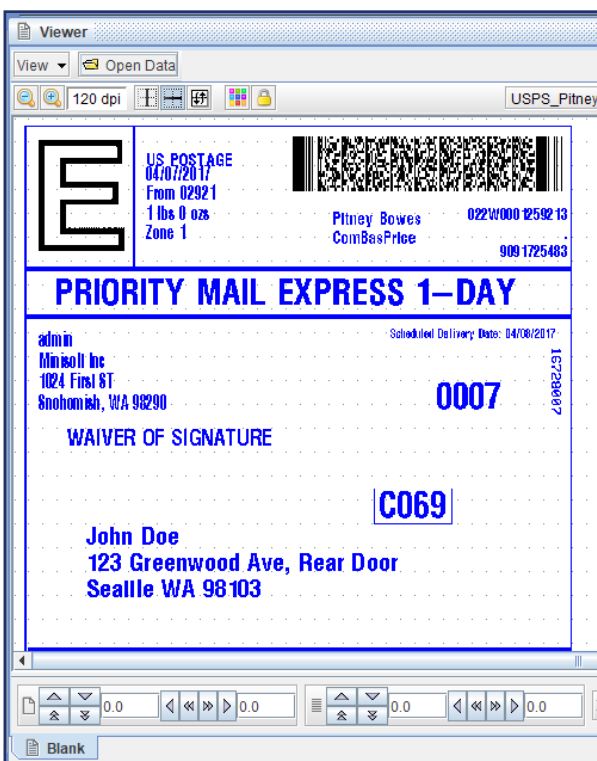 Viewer
View Open Data
120 dpi USPS_Pitney
E
US POSTAGE
04/07/2017
From 02921
1 lbs 0 ozs
Zone 1
Pitney Bowes 022W0001259213
ComBasPrice .
9091725483
PRIORITY MAIL EXPRESS 1-DAY
Scheduled Delivery Date: 04/08/2017
admin
Minisoft Inc
1024 First ST
Snohomish, WA 98290
16728007
0007
WAIVER OF SIGNATURE
C069
John Doe
123 Greenwood Ave, Rear Door
Seattle WA 98103
0.0 0.0 0.0 0.0
Blank